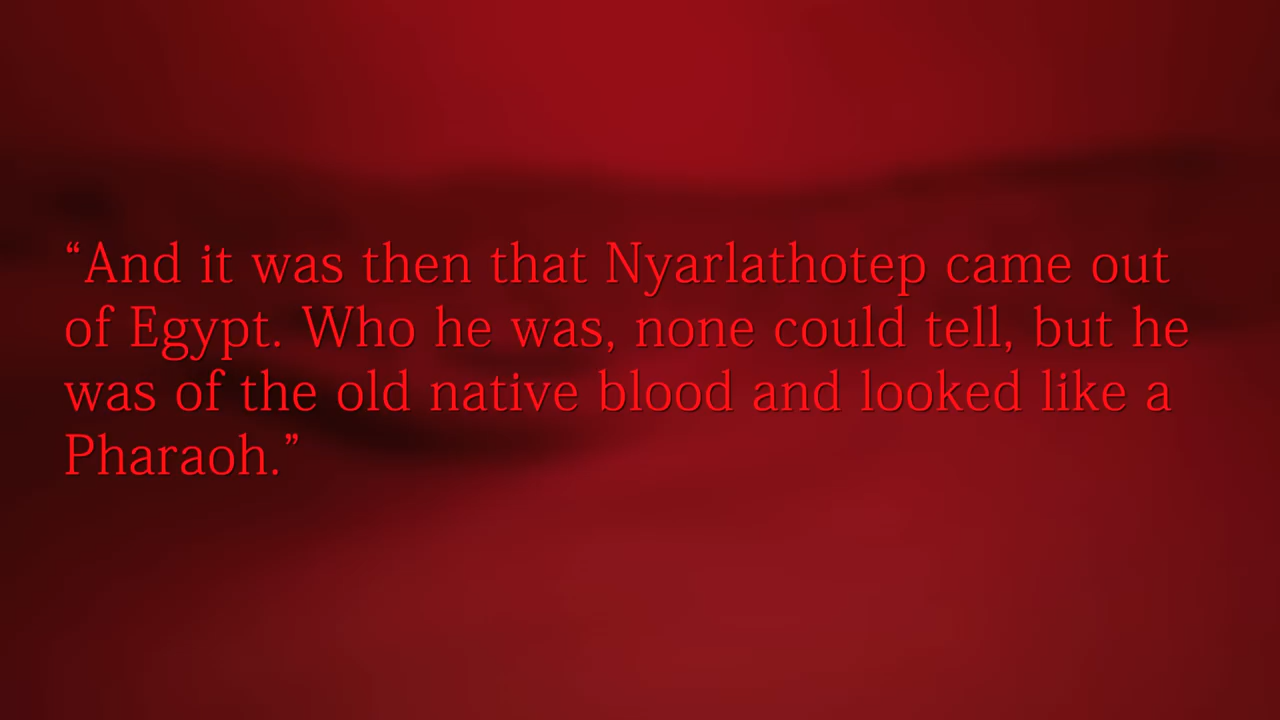 “And it was then that Nyarlathotep came out
of Egypt. Who he was, none could tell, but he
was of the old native blood and looked like a
Pharaoh.”